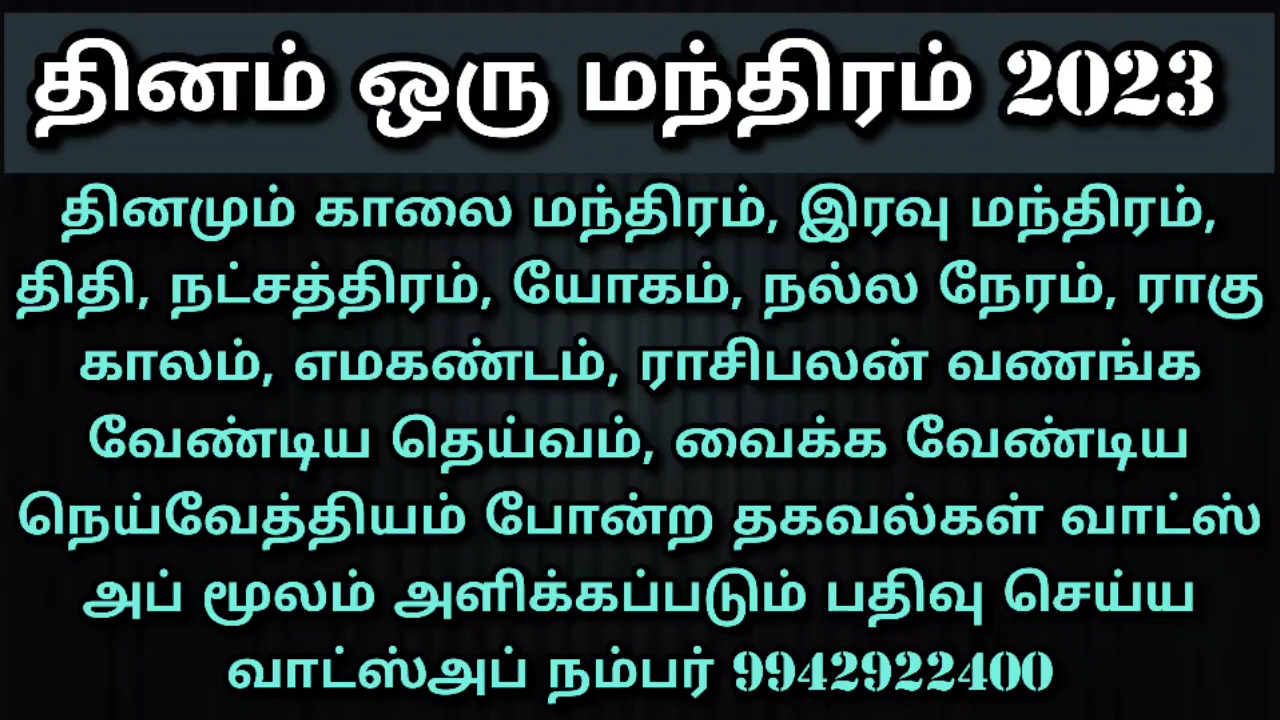 தினம் ஒரு மந்திரம் 2023
தினமும் காலை மந்திரம், இரவு மந்திரம்,
திதி, நட்சத்திரம், யோகம், நல்ல நேரம், ராகு
காலம், எமகண்டம், ராசிபலன் வணங்க
வேண்டிய தெய்வம், வைக்க வேண்டிய
நெய்வேத்தியம் போன்ற தகவல்கள் வாட்ஸ்
அப் மூலம் அளிக்கப்படும் பதிவு செய்ய
வாட்ஸ்அப் நம்பர் 9942922400